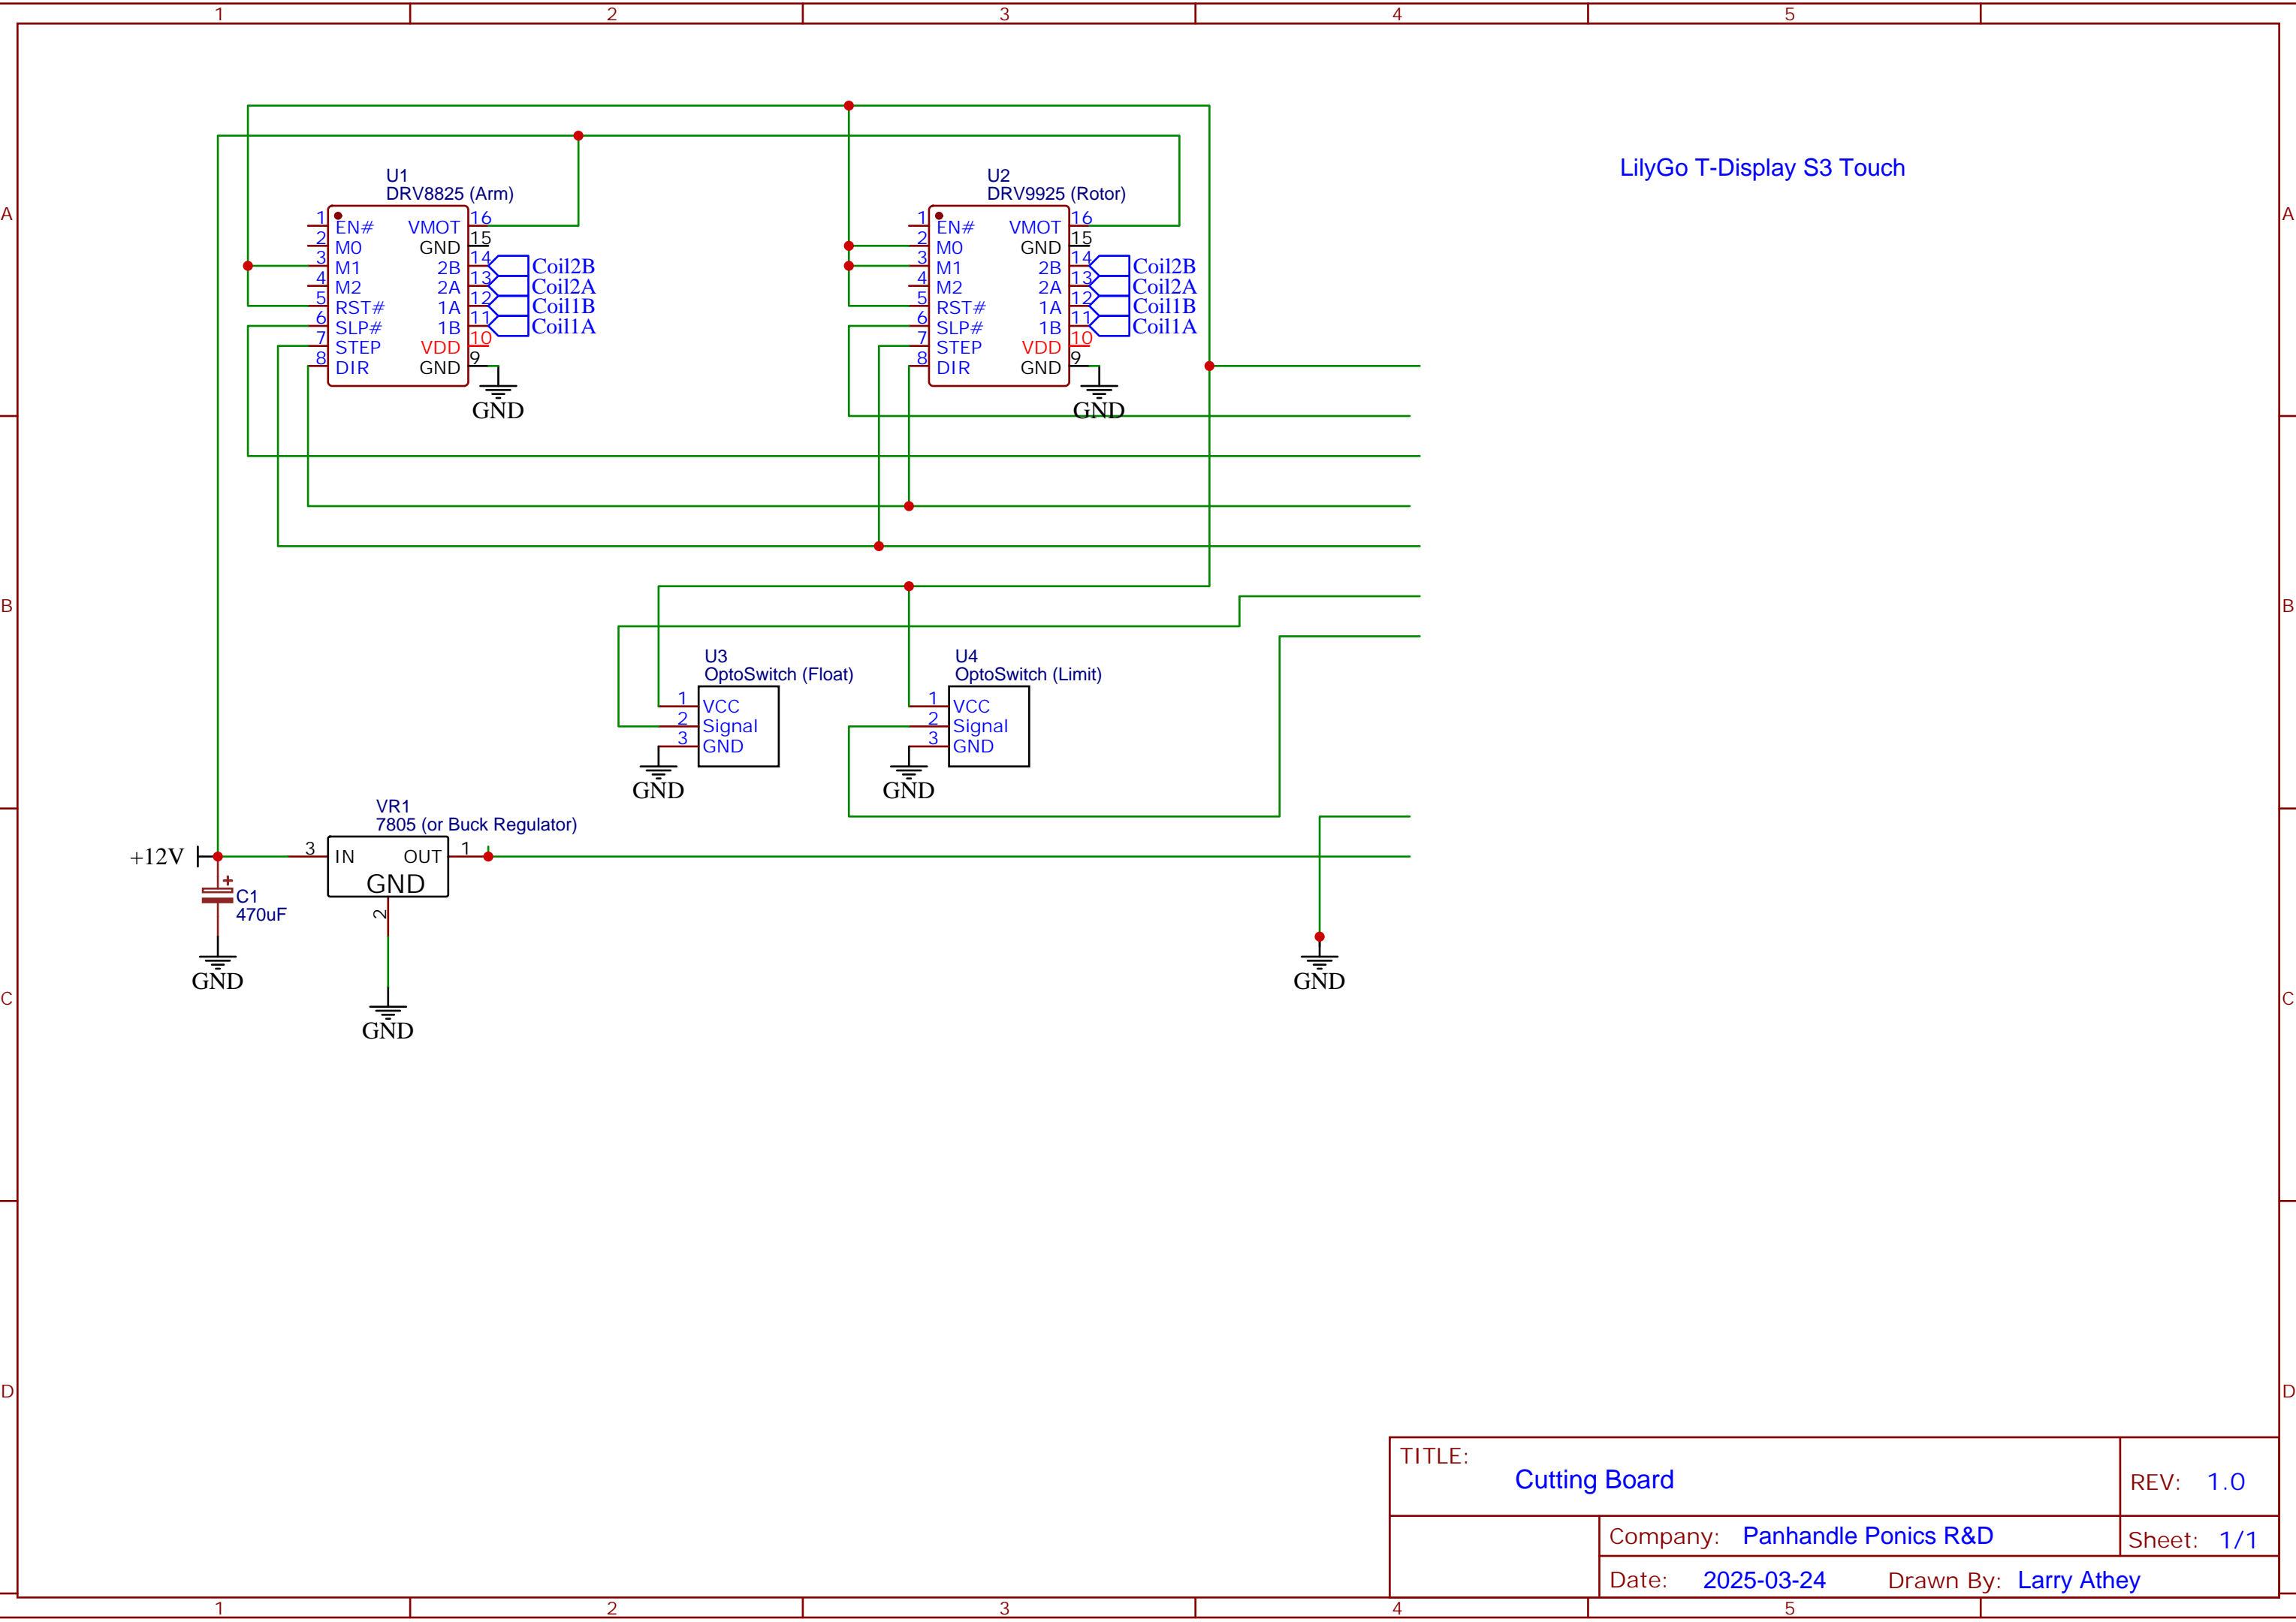 1 2 3 4 5
A A
LilyGo T-Display S3 Touch
U1
DRV8825 (Arm)
1 EN# VMOT 16
2 M0 GND 15
3 M1 2B 14 Coil2B
4 M2 2A 13 Coil2A
5 RST# 1A 12 Coil1B
6 SLP# 1B 11 Coil1A
7 STEP VDD 10
8 DIR GND 9
GND
U2
DRV9925 (Rotor)
1 EN# VMOT 16
2 M0 GND 15
3 M1 2B 14 Coil2B
4 M2 2A 13 Coil2A
5 RST# 1A 12 Coil1B
6 SLP# 1B 11 Coil1A
7 STEP VDD 10
8 DIR GND 9
GND
B B
U3
OptoSwitch (Float)
1 VCC
2 Signal
3 GND
GND
U4
OptoSwitch (Limit)
1 VCC
2 Signal
3 GND
GND
VR1
7805 (or Buck Regulator)
+12V
3 IN OUT 1
GND
2
+
C1
470uF
GND
GND
GND
C C
D D
TITLE:
Cutting Board
REV: 1.0
Company: Panhandle Ponics R&D
Sheet: 1/1
Date: 2025-03-24 Drawn By: Larry Athey
1 2 3 4 5